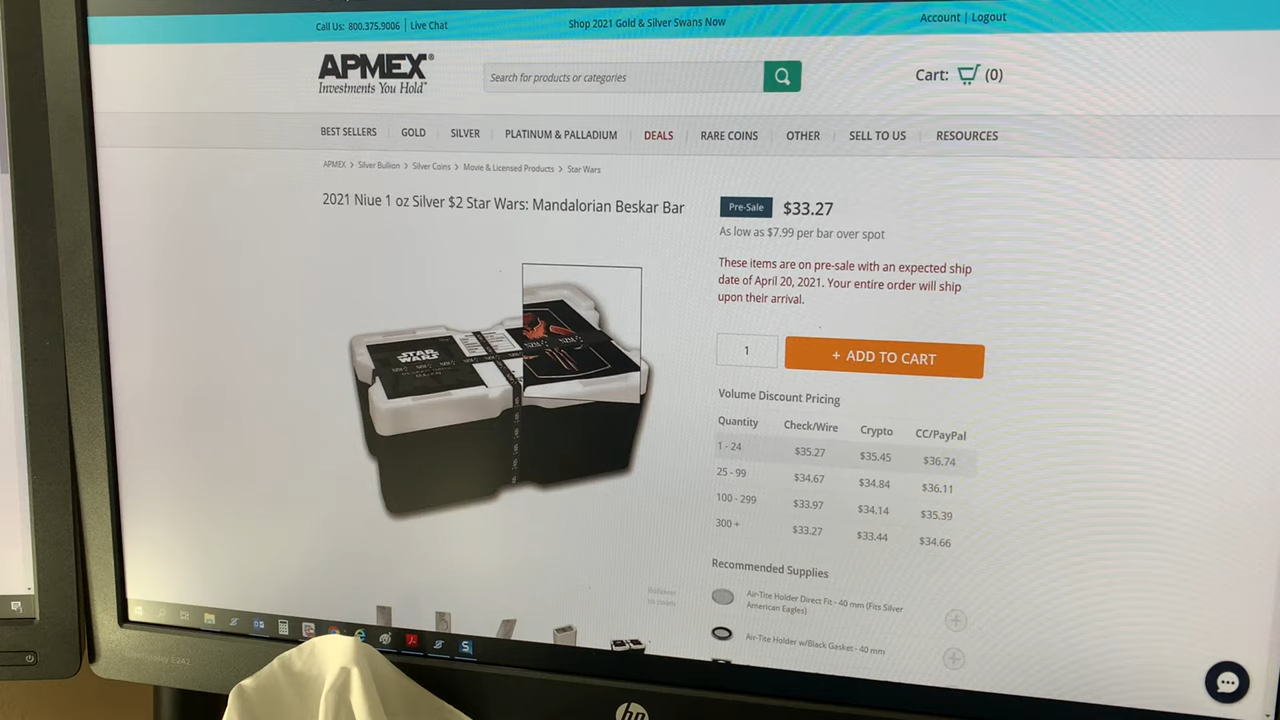 Call Us: 800.375.9006 | Live Chat
Shop 2021 Gold & Silver Swans Now
Account | Logout
APMEX®
Investments You Hold™
Search for products or categories
Cart: (0)
BEST SELLERS GOLD SILVER PLATINUM & PALLADIUM DEALS RARE COINS OTHER SELL TO US RESOURCES
APMEX > Silver Bullion > Silver Coins > Movie & Licensed Products > Star Wars
2021 Niue 1 oz Silver $2 Star Wars: Mandalorian Beskar Bar
Pre-Sale $33.27
As low as $7.99 per bar over spot
These items are on pre-sale with an expected ship
date of April 20, 2021. Your entire order will ship
upon their arrival.
1
+ ADD TO CART
STAR
WARS
Volume Discount Pricing
Quantity Check/Wire Crypto CC/PayPal
1 - 24 $35.27 $35.45 $36.74
25 - 99 $34.67 $34.84 $36.11
100 - 299 $33.97 $34.14 $35.39
300 + $33.27 $33.44 $34.66
Recommended Supplies
Air-Tite Holder Direct Fit - 40 mm (Fits Silver
American Eagles)
Air-Tite Holder w/Black Gasket - 40 mm
E242
hp